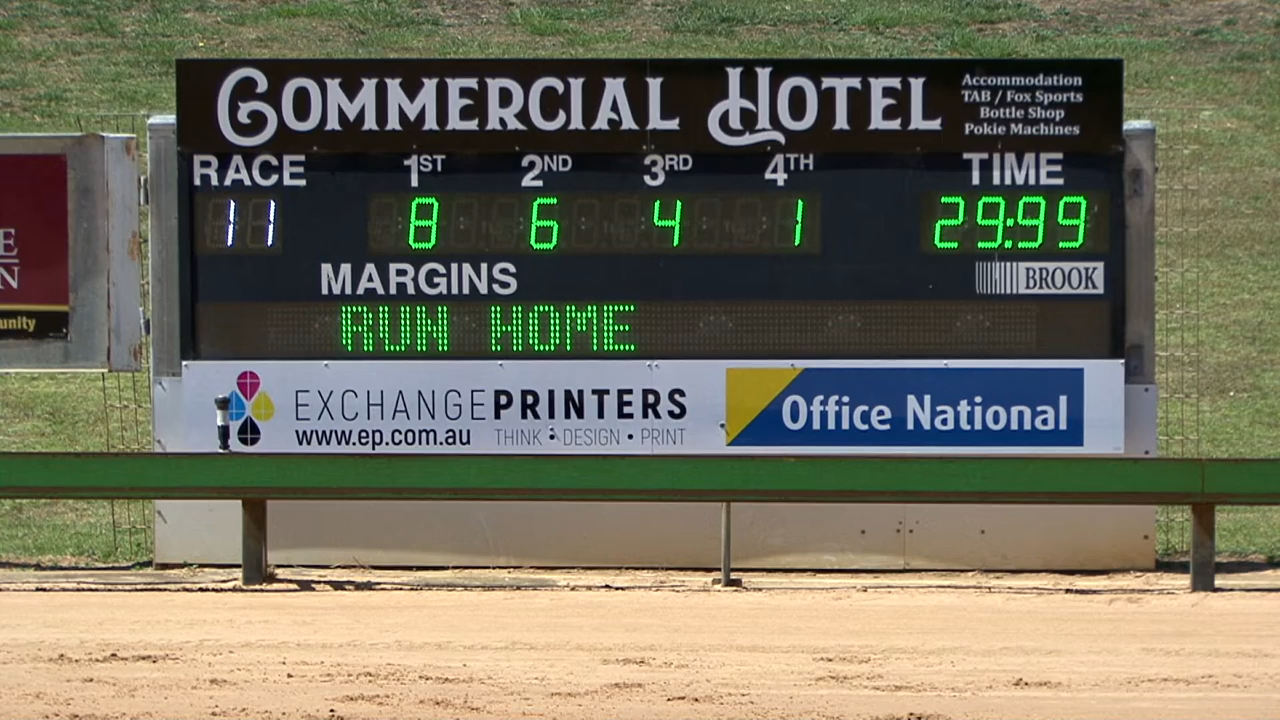 COMMERCIAL HOTEL
Accommodation
TAB / Fox Sports
Bottle Shop
Pokie Machines
RACE 1ST 2ND 3RD 4TH TIME
11 8 6 4 1 29:99
MARGINS
BROOK
RUN HOME
EXCHANGEPRINTERS
www.ep.com.au THINK • DESIGN • PRINT
Office National
E
N
unity